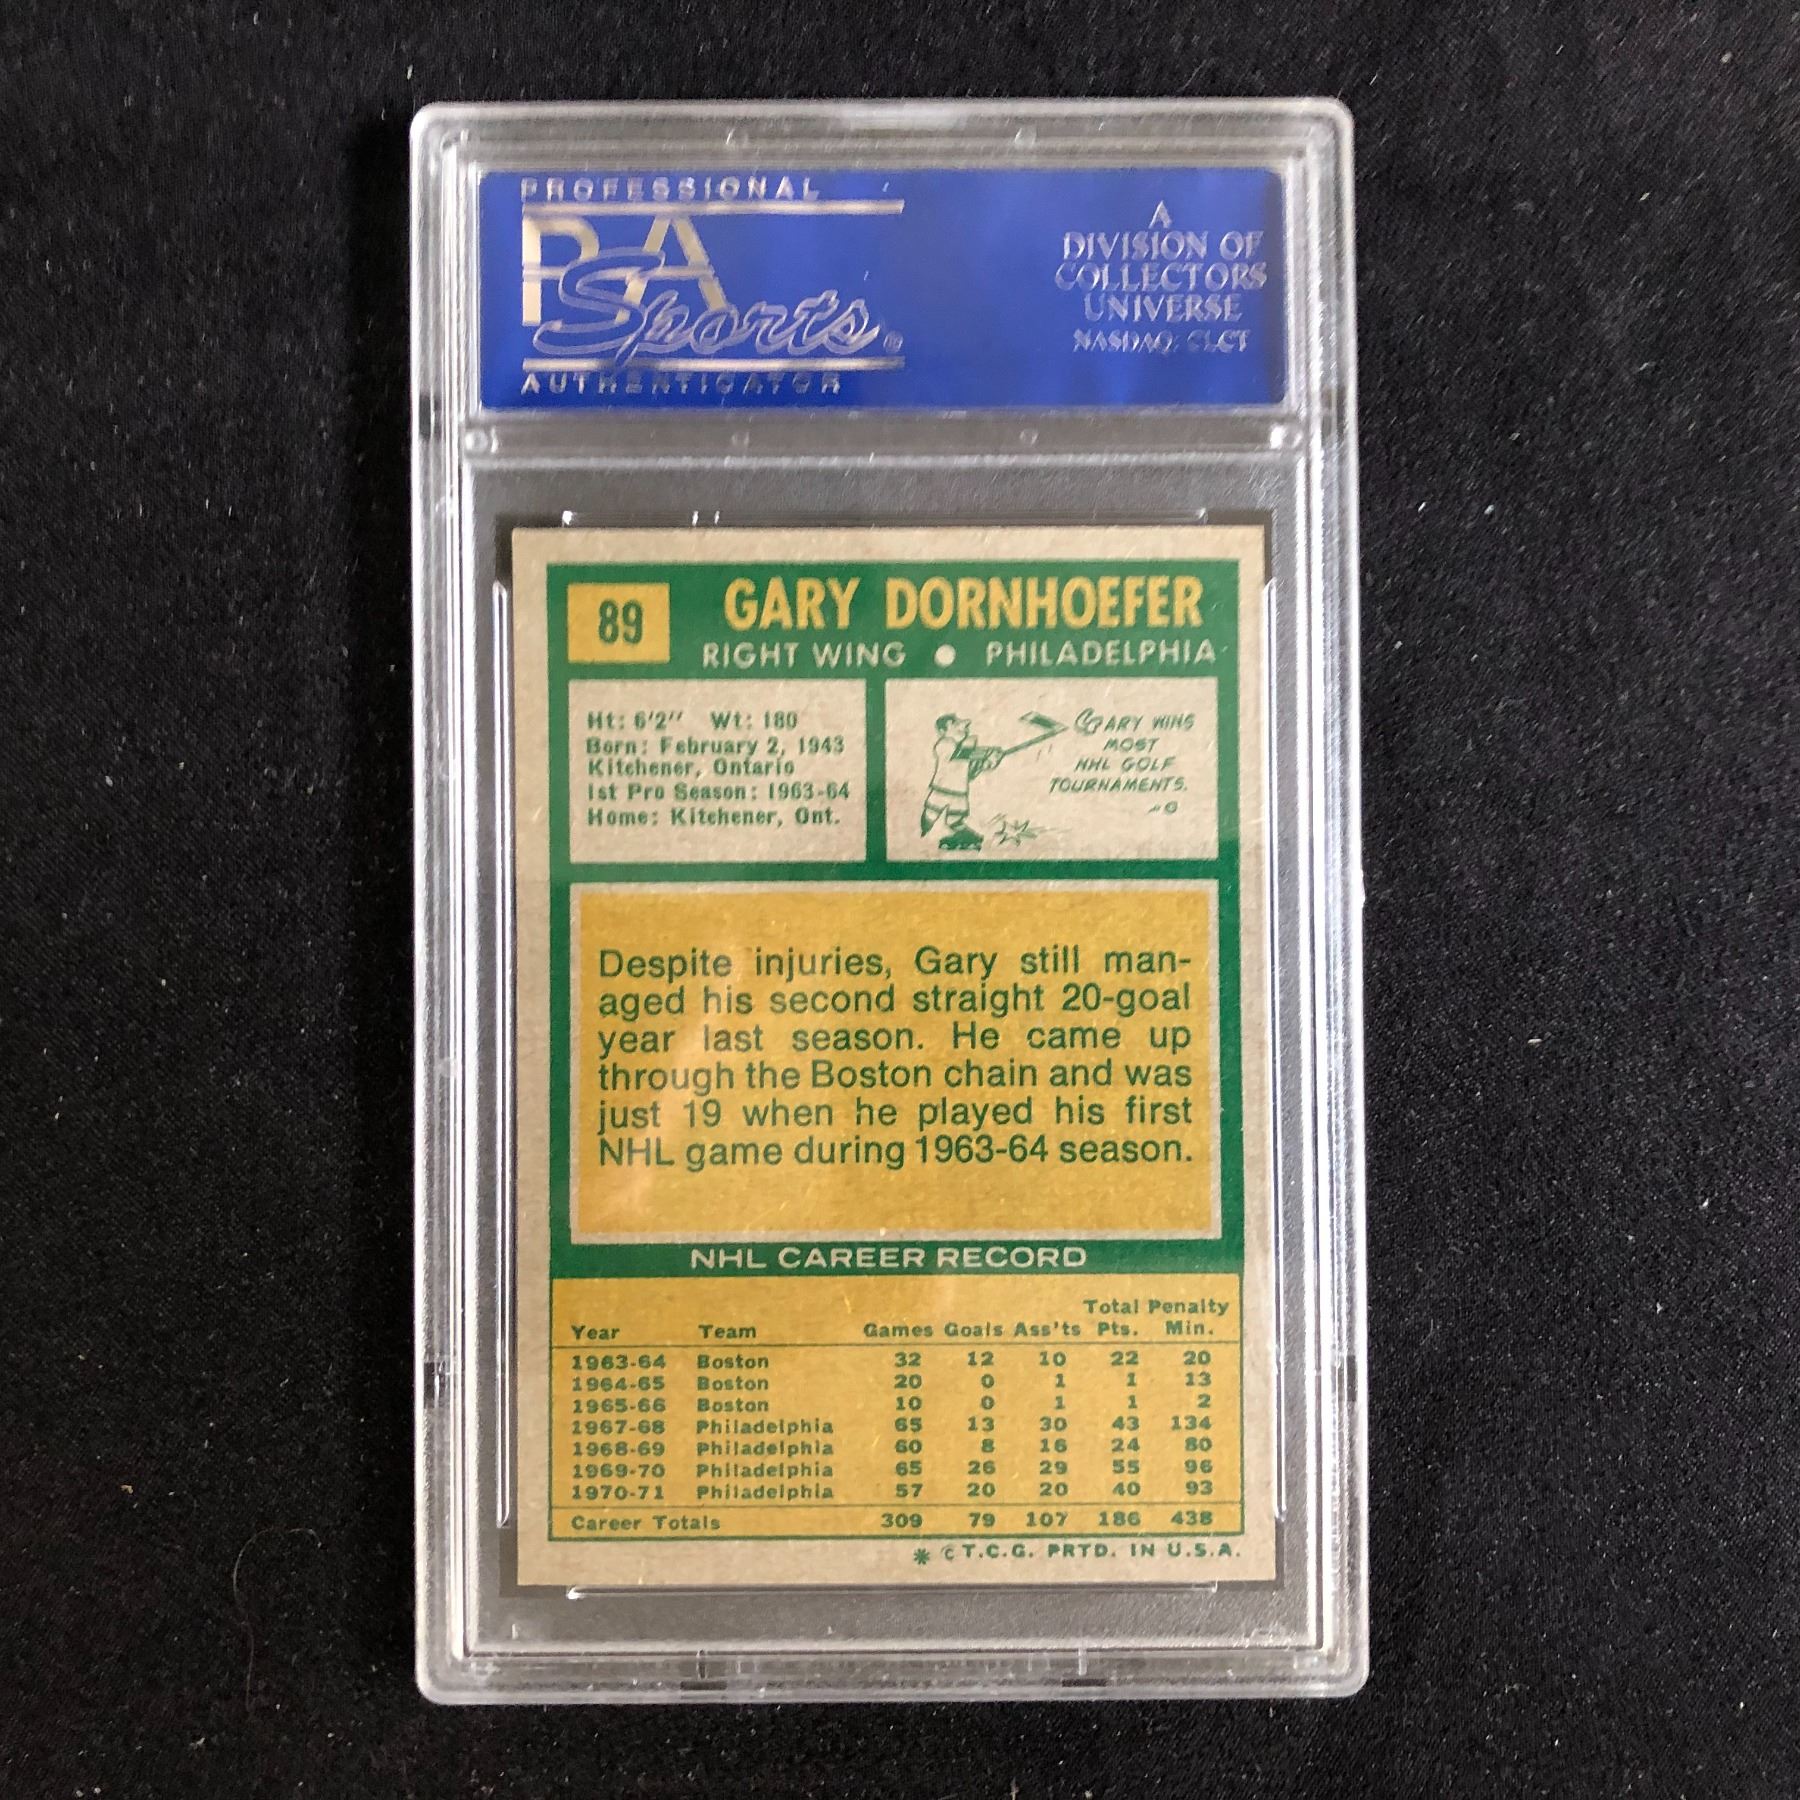 PROFESSIONAL
PSA
Sports ®
AUTHENTICATOR
A
DIVISION OF
COLLECTORS
UNIVERSE
NASDAQ: CLCT
89 GARY DORNHOEFER
RIGHT WING ● PHILADELPHIA
Ht: 6'2" Wt: 180
Born: February 2, 1943
Kitchener, Ontario
1st Pro Season: 1963-64
Home: Kitchener, Ont.
GARY WINS
MOST
NHL GOLF
TOURNAMENTS.
Despite injuries, Gary still man-
aged his second straight 20-goal
year last season. He came up
through the Boston chain and was
just 19 when he played his first
NHL game during 1963-64 season.
NHL CAREER RECORD
Total Penalty
Year Team Games Goals Ass'ts Pts. Min.
1963-64 Boston 32 12 10 22 20
1964-65 Boston 20 0 1 1 13
1965-66 Boston 10 0 1 1 2
1967-68 Philadelphia 65 13 30 43 134
1968-69 Philadelphia 60 8 16 24 80
1969-70 Philadelphia 65 26 29 55 96
1970-71 Philadelphia 57 20 20 40 93
Career Totals 309 79 107 186 438
* © T.C.G. PRTD. IN U.S.A.